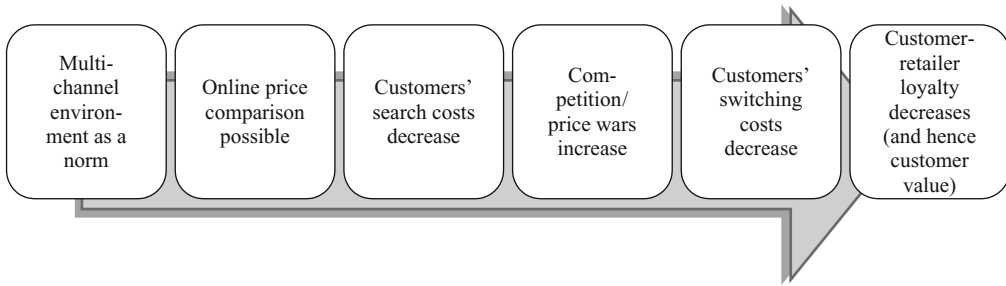 Multi-
channel
environ-
ment as a
norm
Online price
comparison
possible
Customers’
search costs
decrease
Com-
petition/
price wars
increase
Customers’
switching
costs
decrease
Customer-
retailer
loyalty
decreases
(and hence
customer
value)